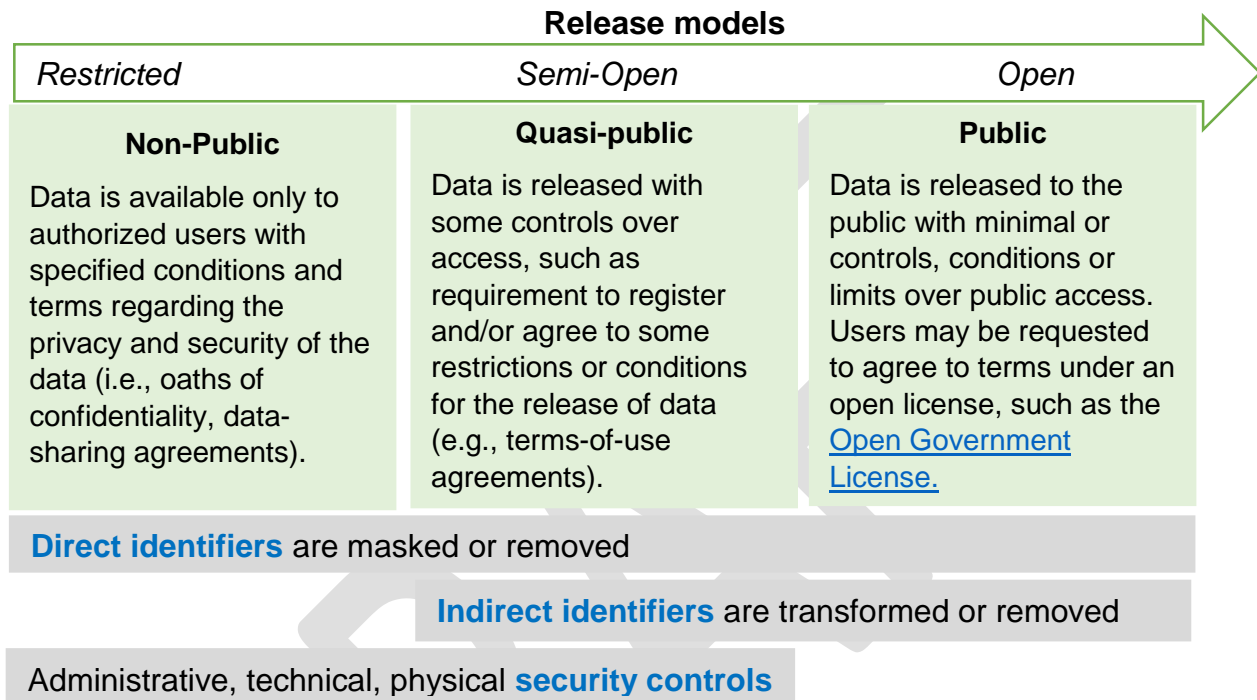 Release models
Restricted Semi-Open Open
Non-Public
Data is available only to
authorized users with
specified conditions and
terms regarding the
privacy and security of the
data (i.e., oaths of
confidentiality, data-
sharing agreements).
Quasi-public
Data is released with
some controls over
access, such as
requirement to register
and/or agree to some
restrictions or conditions
for the release of data
(e.g., terms-of-use
agreements).
Public
Data is released to the
public with minimal or
controls, conditions or
limits over public access.
Users may be requested
to agree to terms under an
open license, such as the
Open Government
License.
Direct identifiers are masked or removed
Indirect identifiers are transformed or removed
Administrative, technical, physical security controls